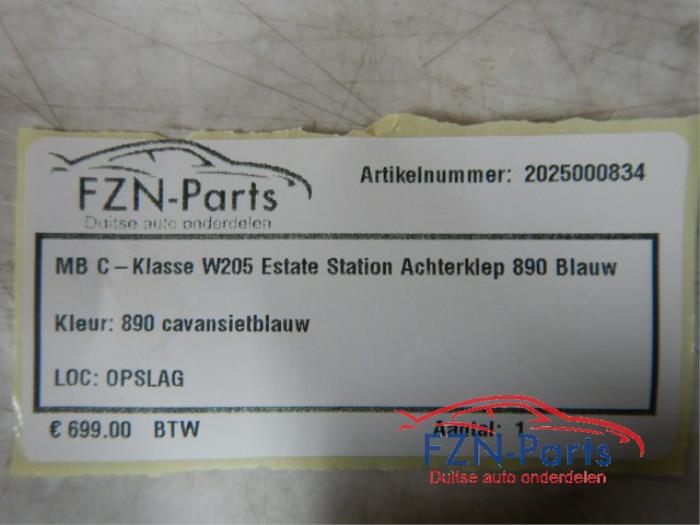 FZN-Parts
Duitse auto onderdelen
Artikelnummer: 2025000834
MB C-Klasse W205 Estate Station Achterklep 890 Blauw
Kleur: 890 cavansietblauw
LOC: OPSLAG
€ 699.00 BTW
Aantal: 1
FZN-Parts
Duitse auto onderdelen